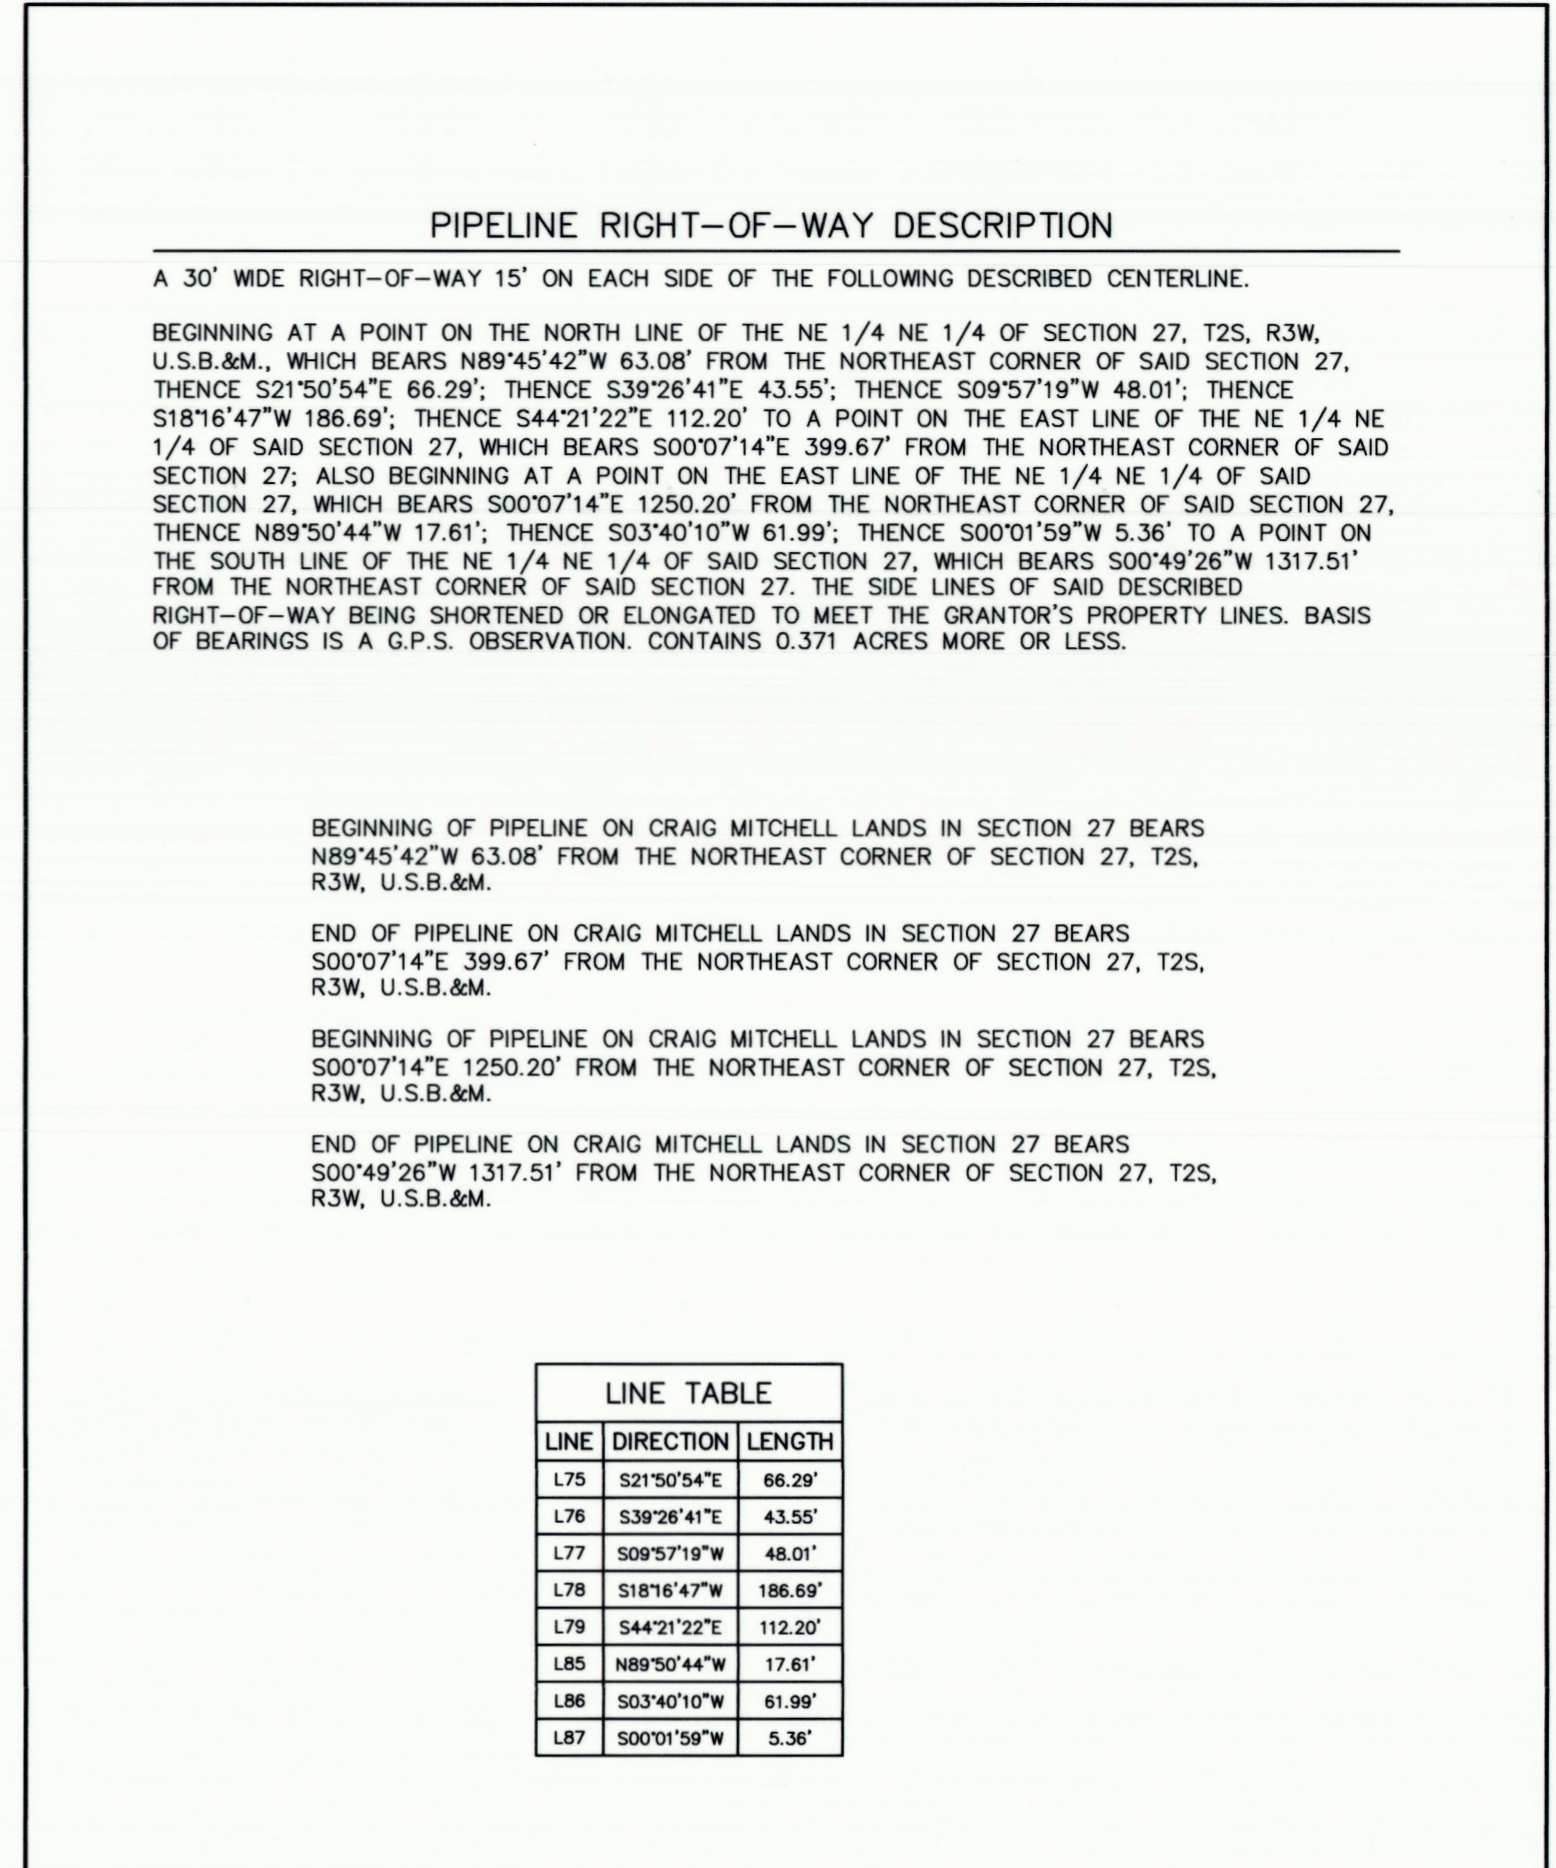 PIPELINE RIGHT-OF-WAY DESCRIPTION
A 30' WIDE RIGHT-OF-WAY 15' ON EACH SIDE OF THE FOLLOWING DESCRIBED CENTERLINE.
BEGINNING AT A POINT ON THE NORTH LINE OF THE NE 1/4 NE 1/4 OF SECTION 27, T2S, R3W,
U.S.B.&M., WHICH BEARS N89°45'42"W 63.08' FROM THE NORTHEAST CORNER OF SAID SECTION 27,
THENCE S21°50'54"E 66.29'; THENCE S39°26'41"E 43.55'; THENCE S09°57'19"W 48.01'; THENCE
S18°16'47"W 186.69'; THENCE S44°21'22"E 112.20' TO A POINT ON THE EAST LINE OF THE NE 1/4 NE
1/4 OF SAID SECTION 27, WHICH BEARS S00°07'14"E 399.67' FROM THE NORTHEAST CORNER OF SAID
SECTION 27; ALSO BEGINNING AT A POINT ON THE EAST LINE OF THE NE 1/4 NE 1/4 OF SAID
SECTION 27, WHICH BEARS S00°07'14"E 1250.20' FROM THE NORTHEAST CORNER OF SAID SECTION 27,
THENCE N89°50'44"W 17.61'; THENCE S03°40'10"W 61.99'; THENCE S00°01'59"W 5.36' TO A POINT ON
THE SOUTH LINE OF THE NE 1/4 NE 1/4 OF SAID SECTION 27, WHICH BEARS S00°49'26"W 1317.51'
FROM THE NORTHEAST CORNER OF SAID SECTION 27. THE SIDE LINES OF SAID DESCRIBED
RIGHT-OF-WAY BEING SHORTENED OR ELONGATED TO MEET THE GRANTOR'S PROPERTY LINES. BASIS
OF BEARINGS IS A G.P.S. OBSERVATION. CONTAINS 0.371 ACRES MORE OR LESS.
BEGINNING OF PIPELINE ON CRAIG MITCHELL LANDS IN SECTION 27 BEARS
N89°45'42"W 63.08' FROM THE NORTHEAST CORNER OF SECTION 27, T2S,
R3W, U.S.B.&M.
END OF PIPELINE ON CRAIG MITCHELL LANDS IN SECTION 27 BEARS
S00°07'14"E 399.67' FROM THE NORTHEAST CORNER OF SECTION 27, T2S,
R3W, U.S.B.&M.
BEGINNING OF PIPELINE ON CRAIG MITCHELL LANDS IN SECTION 27 BEARS
S00°07'14"E 1250.20' FROM THE NORTHEAST CORNER OF SECTION 27, T2S,
R3W, U.S.B.&M.
END OF PIPELINE ON CRAIG MITCHELL LANDS IN SECTION 27 BEARS
S00°49'26"W 1317.51' FROM THE NORTHEAST CORNER OF SECTION 27, T2S,
R3W, U.S.B.&M.
LINE TABLE
LINE DIRECTION LENGTH
L75 S21°50'54"E 66.29'
L76 S39°26'41"E 43.55'
L77 S09°57'19"W 48.01'
L78 S18°16'47"W 186.69'
L79 S44°21'22"E 112.20'
L85 N89°50'44"W 17.61'
L86 S03°40'10"W 61.99'
L87 S00°01'59"W 5.36'